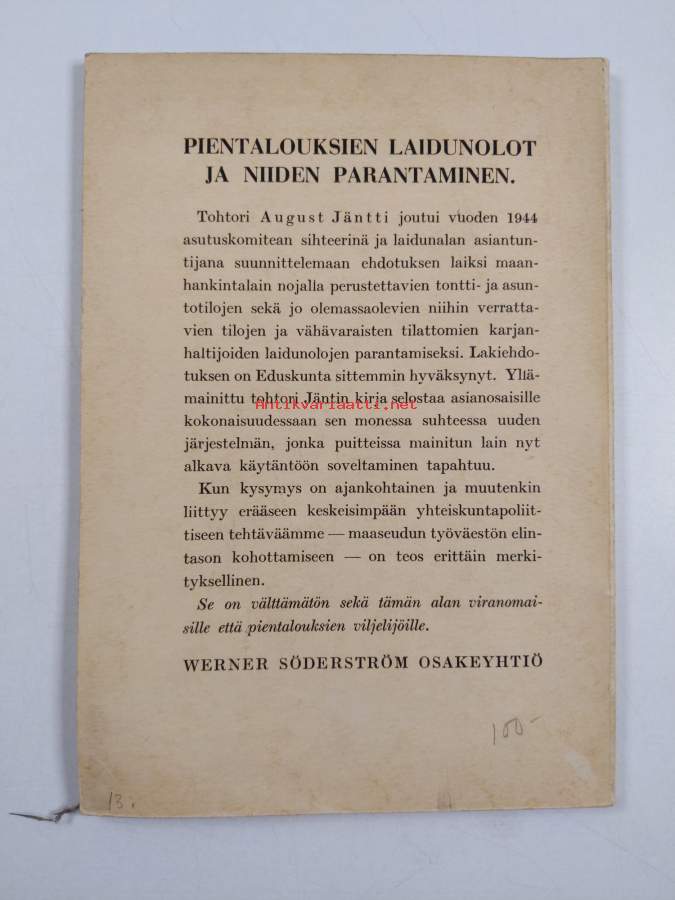 PIENTALOUKSIEN LAIDUNOLOT
JA NIIDEN PARANTAMINEN.
Tohtori August Jäntti joutui vuoden 1944
asutuskomitean sihteerinä ja laidunalan asiantun-
tijana suunnittelemaan ehdotuksen laiksi maan-
hankintalain nojalla perustettavien tontti- ja asun-
totilojen sekä jo olemassaolevien niihin verratta-
vien tilojen ja vähävaraisten tilattomien karjan-
haltijoiden laidunolojen parantamiseksi. Lakiehdo-
tuksen on Eduskunta sittemmin hyväksynyt. Yllä-
mainittu tohtori Jäntin kirja selostaa asianosaisille
Antikvariaatti.net
kokonaisuudessaan sen monessa suhteessa uuden
järjestelmän, jonka puitteissa mainitun lain nyt
alkava käytäntöön soveltaminen tapahtuu.
Kun kysymys on ajankohtainen ja muutenkin
liittyy erääseen keskeisimpään yhteiskuntapoliit-
tiseen tehtäväämme — maaseudun työväestön elin-
tason kohottamiseen — on teos erittäin merki-
tyksellinen.
Se on välttämätön sekä tämän alan viranomai-
sille että pientalouksien viljelijöille.
WERNER SÖDERSTRÖM OSAKEYHTIÖ
100-
13: